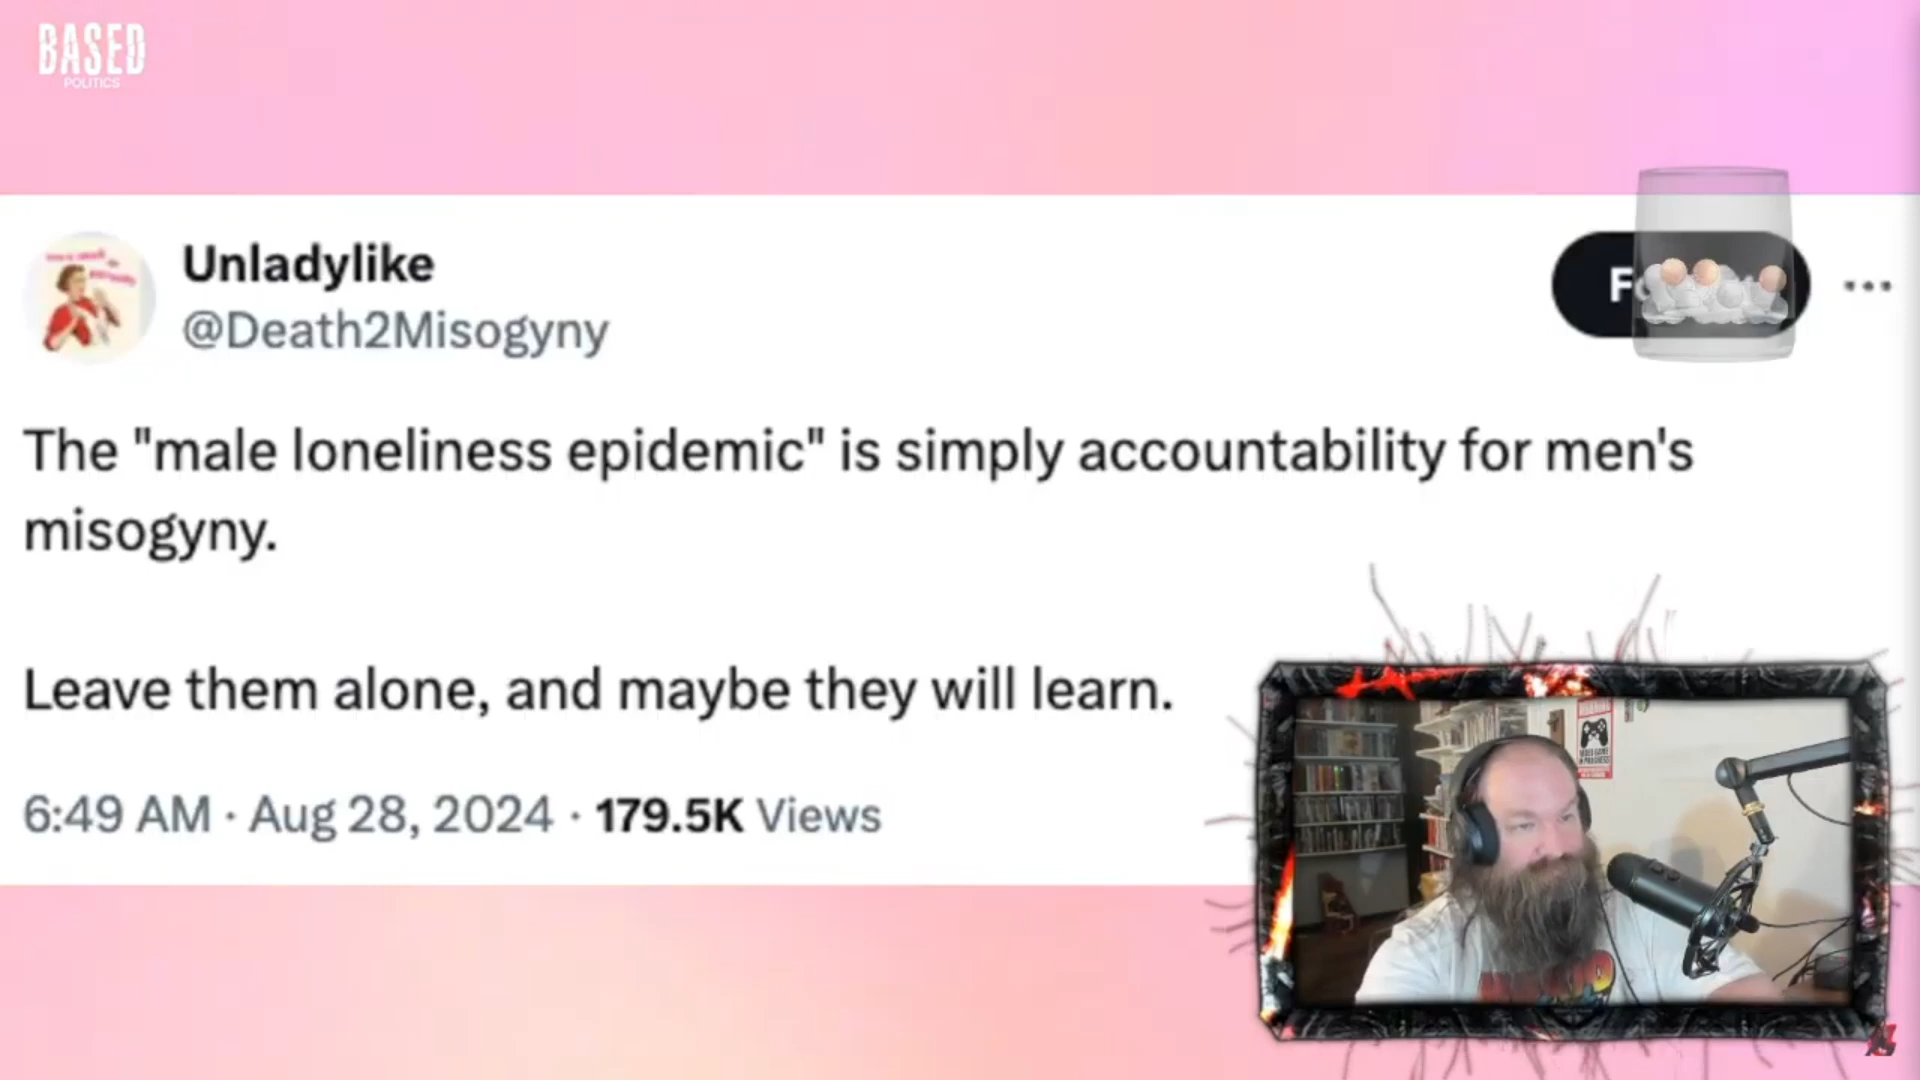 BASED
POLITICS
Unladylike
@Death2Misogyny
The "male loneliness epidemic" is simply accountability for men's
misogyny.
Leave them alone, and maybe they will learn.
6:49 AM · Aug 28, 2024 · 179.5K Views